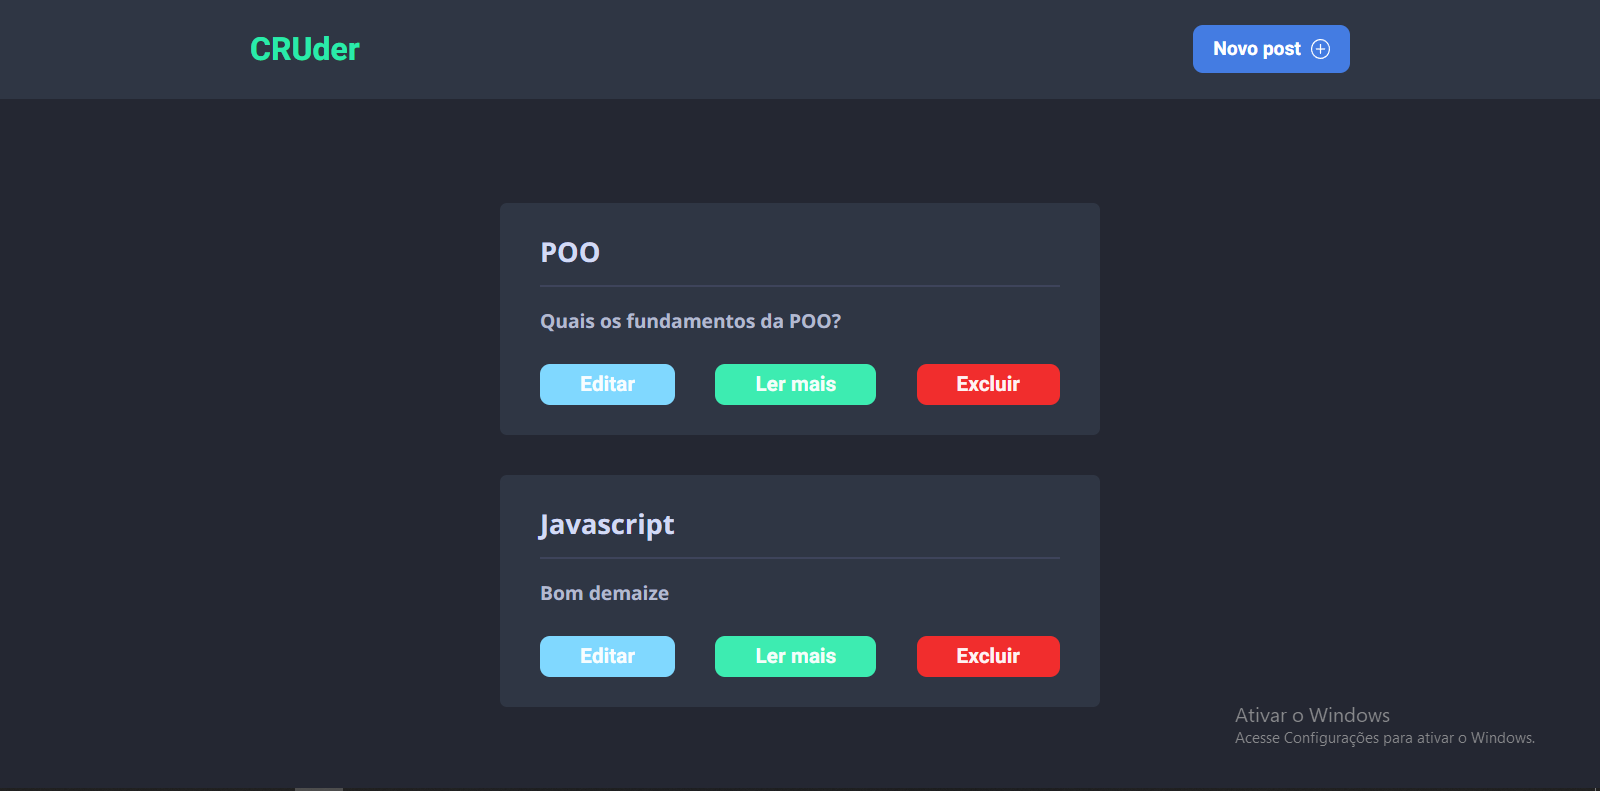 CRUder
Novo post
POO
Quais os fundamentos da POO?
Editar
Ler mais
Excluir
Javascript
Bom demaize
Editar
Ler mais
Excluir
Ativar o Windows
Acesse Configurações para ativar o Windows.